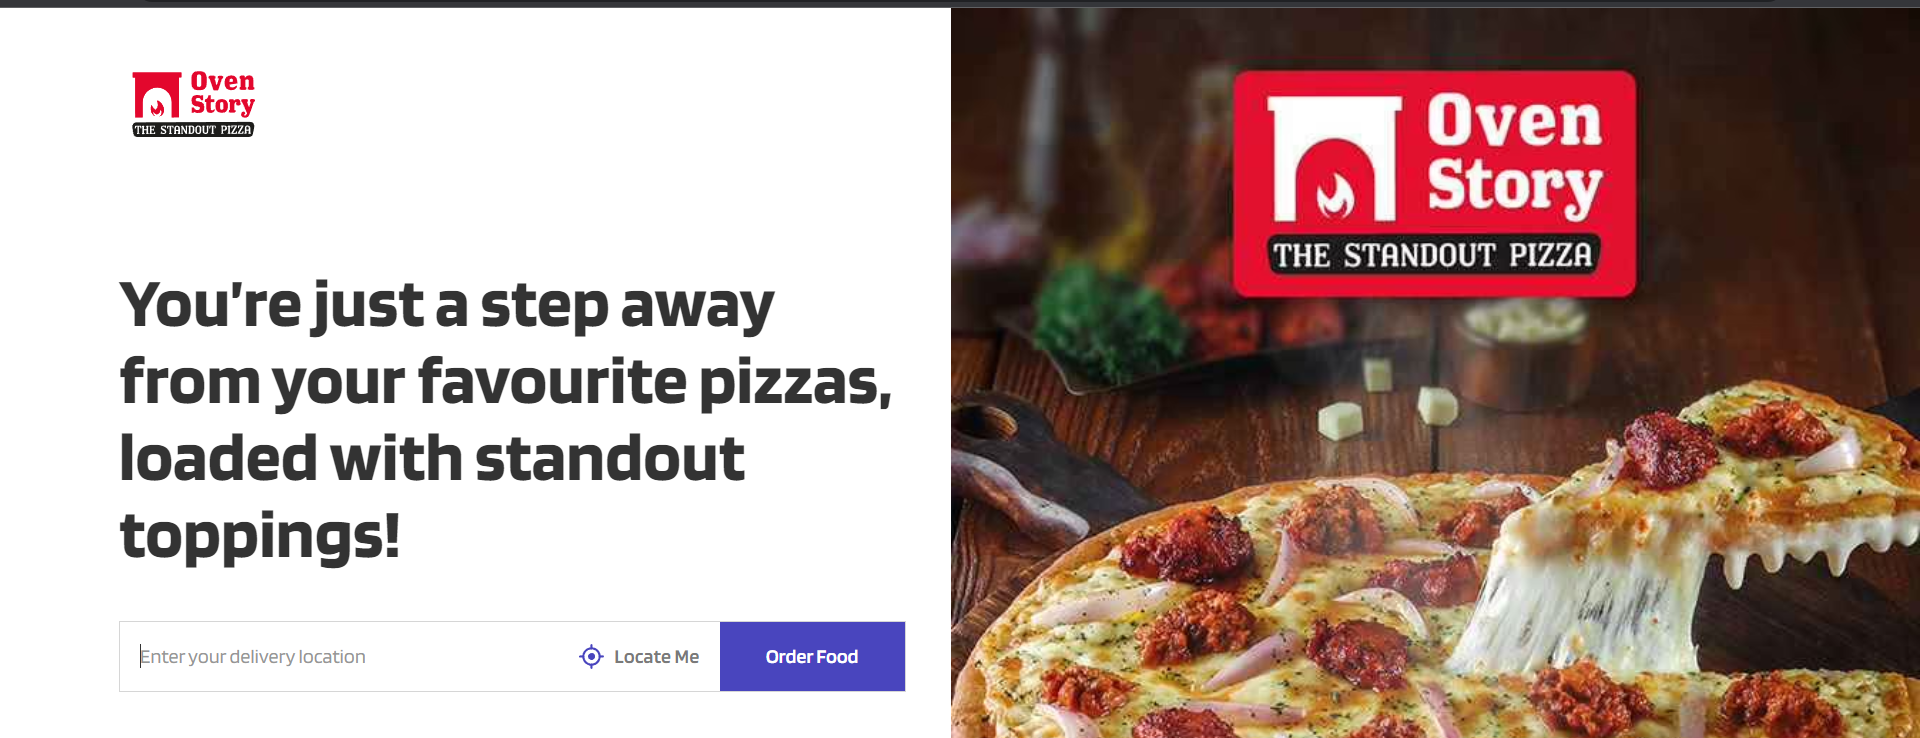 Oven
Story
THE STANDOUT PIZZA
You're just a step away
from your favourite pizzas,
loaded with standout
toppings!
Enter your delivery location
Locate Me
Order Food
Oven
Story
THE STANDOUT PIZZA